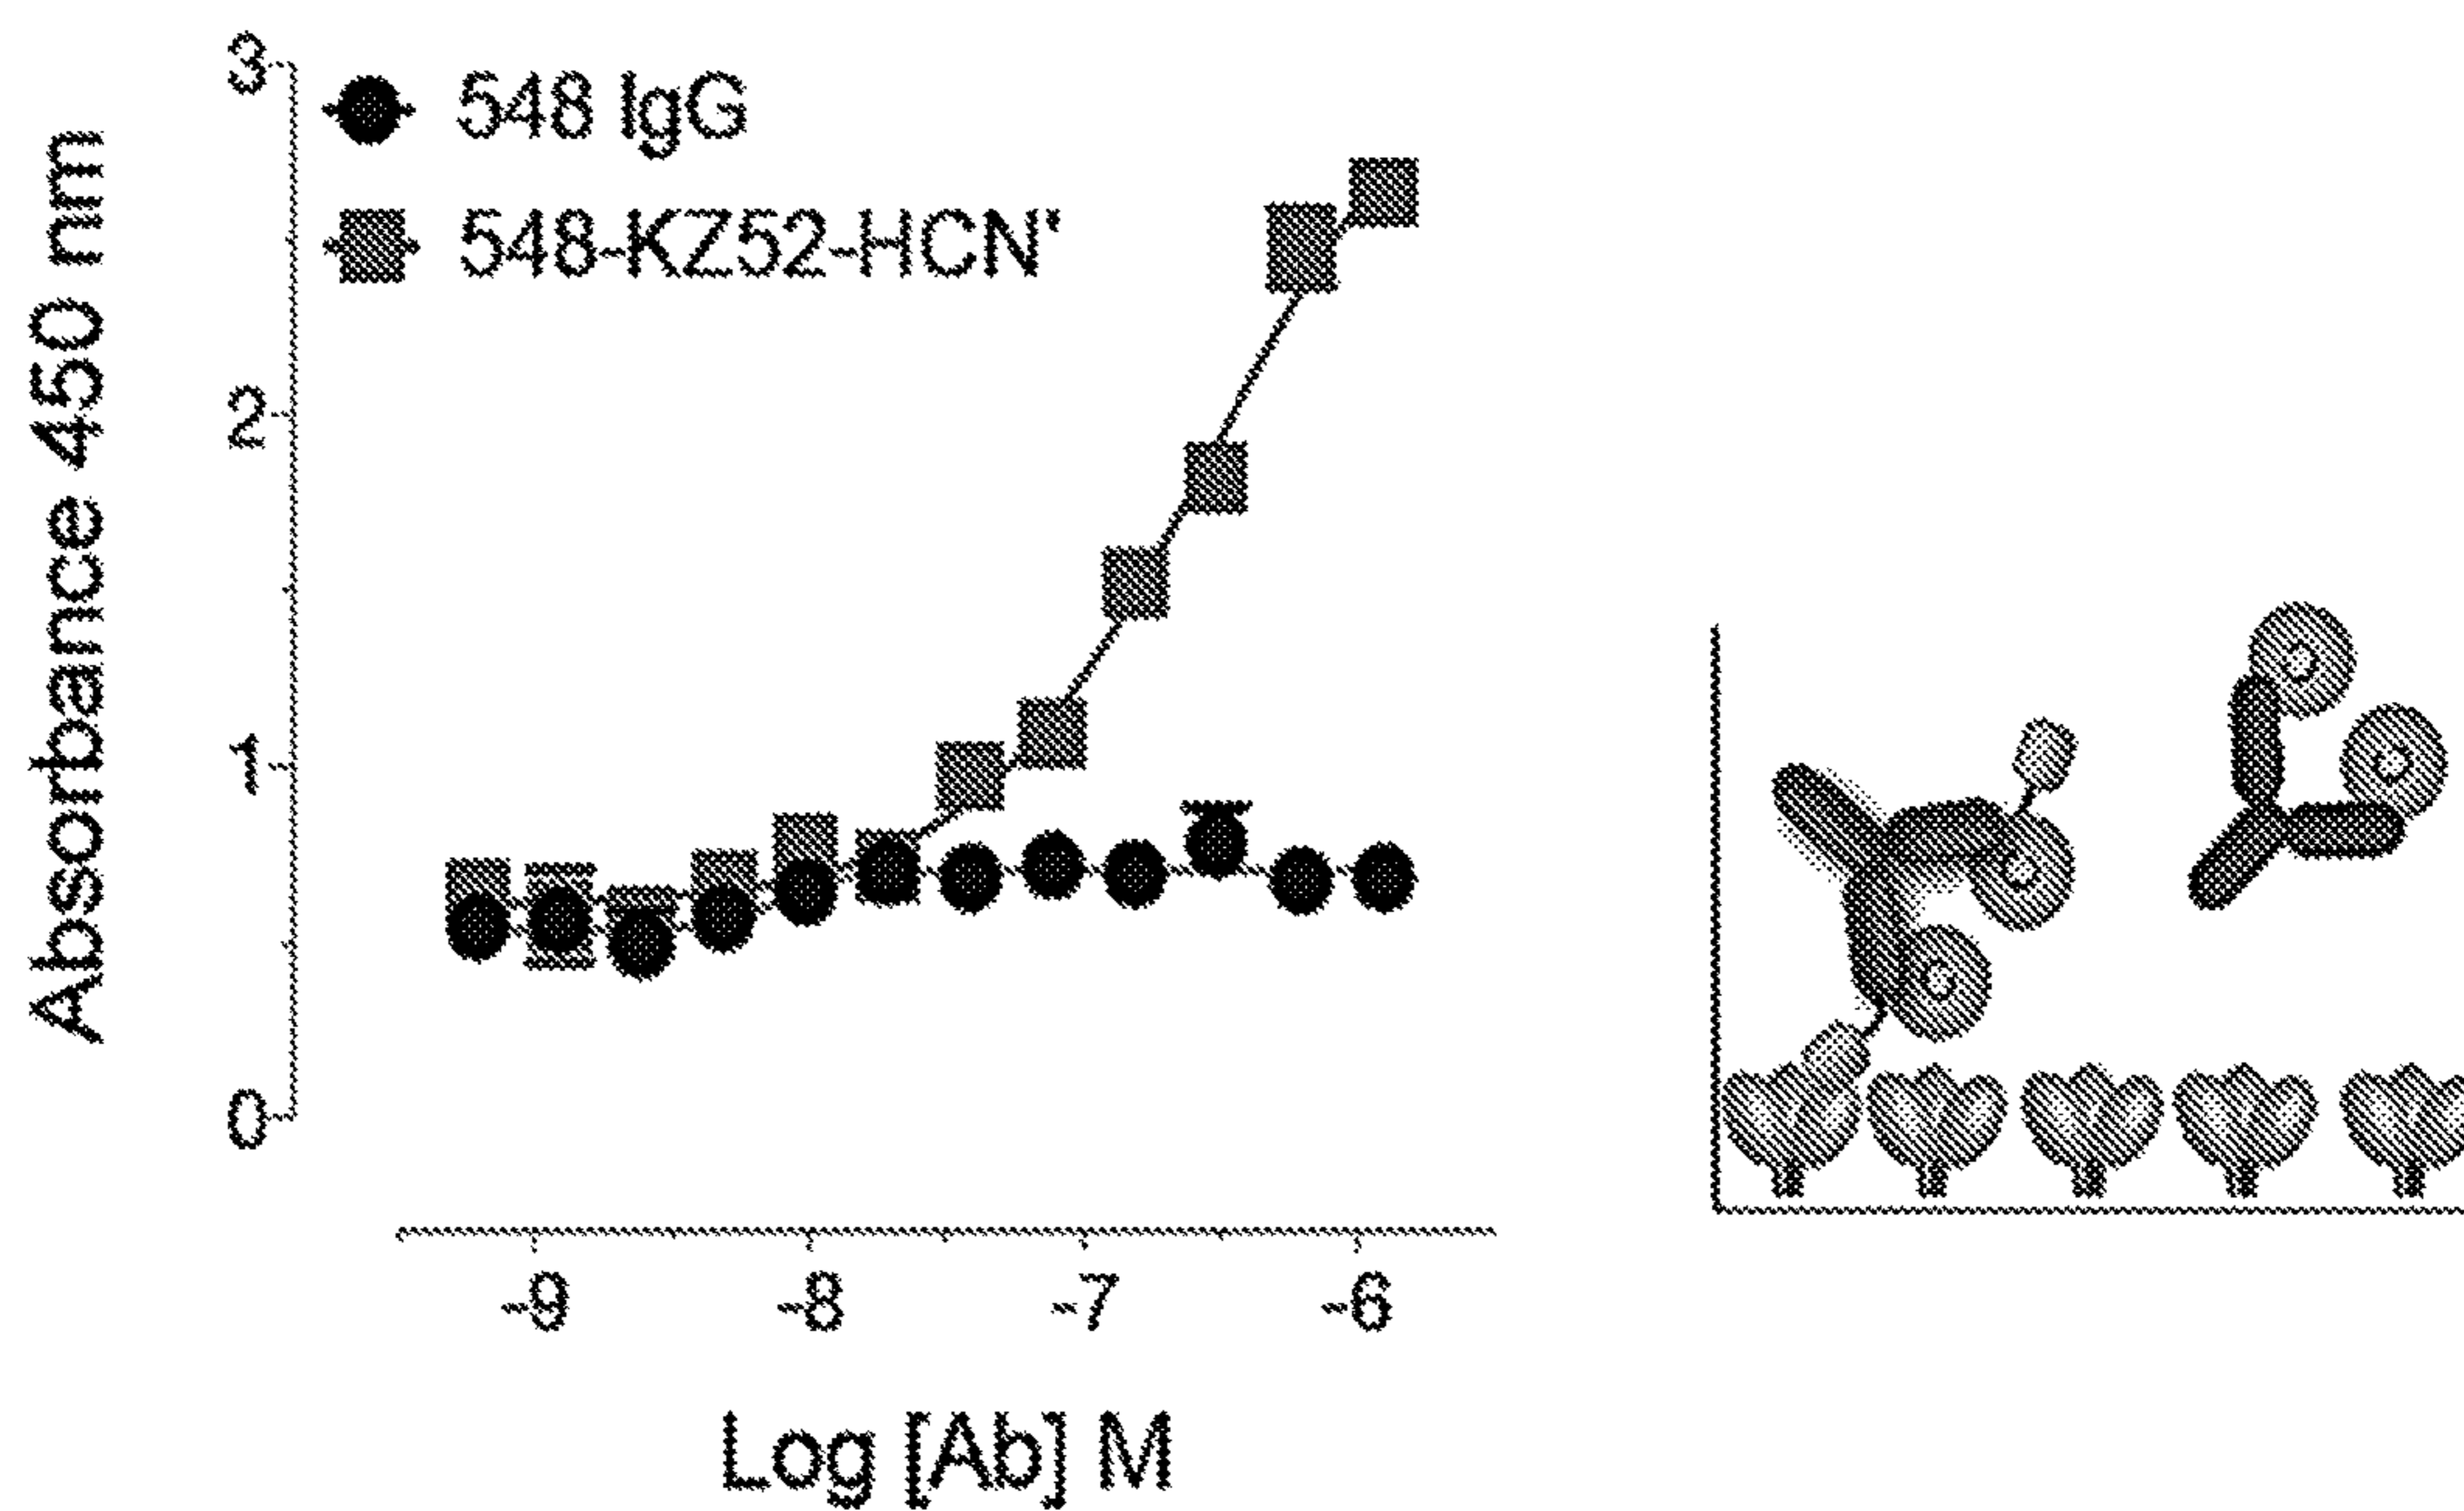 Absorbance 450 nm
3
2
1
0
548 IgG
548-KZ52-HCN'
-9
-8
-7
-6
Log [Ab] M